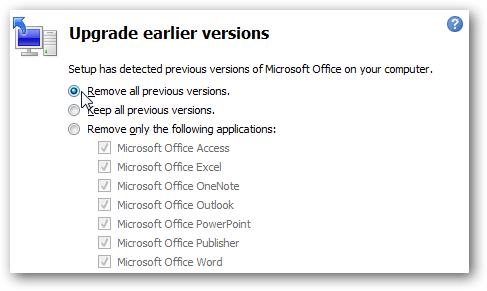 Upgrade earlier versions
?
Setup has detected previous versions of Microsoft Office on your computer.
Remove all previous versions.
Keep all previous versions.
Remove only the following applications:
Microsoft Office Access
Microsoft Office Excel
Microsoft Office OneNote
Microsoft Office Outlook
Microsoft Office PowerPoint
Microsoft Office Publisher
Microsoft Office Word